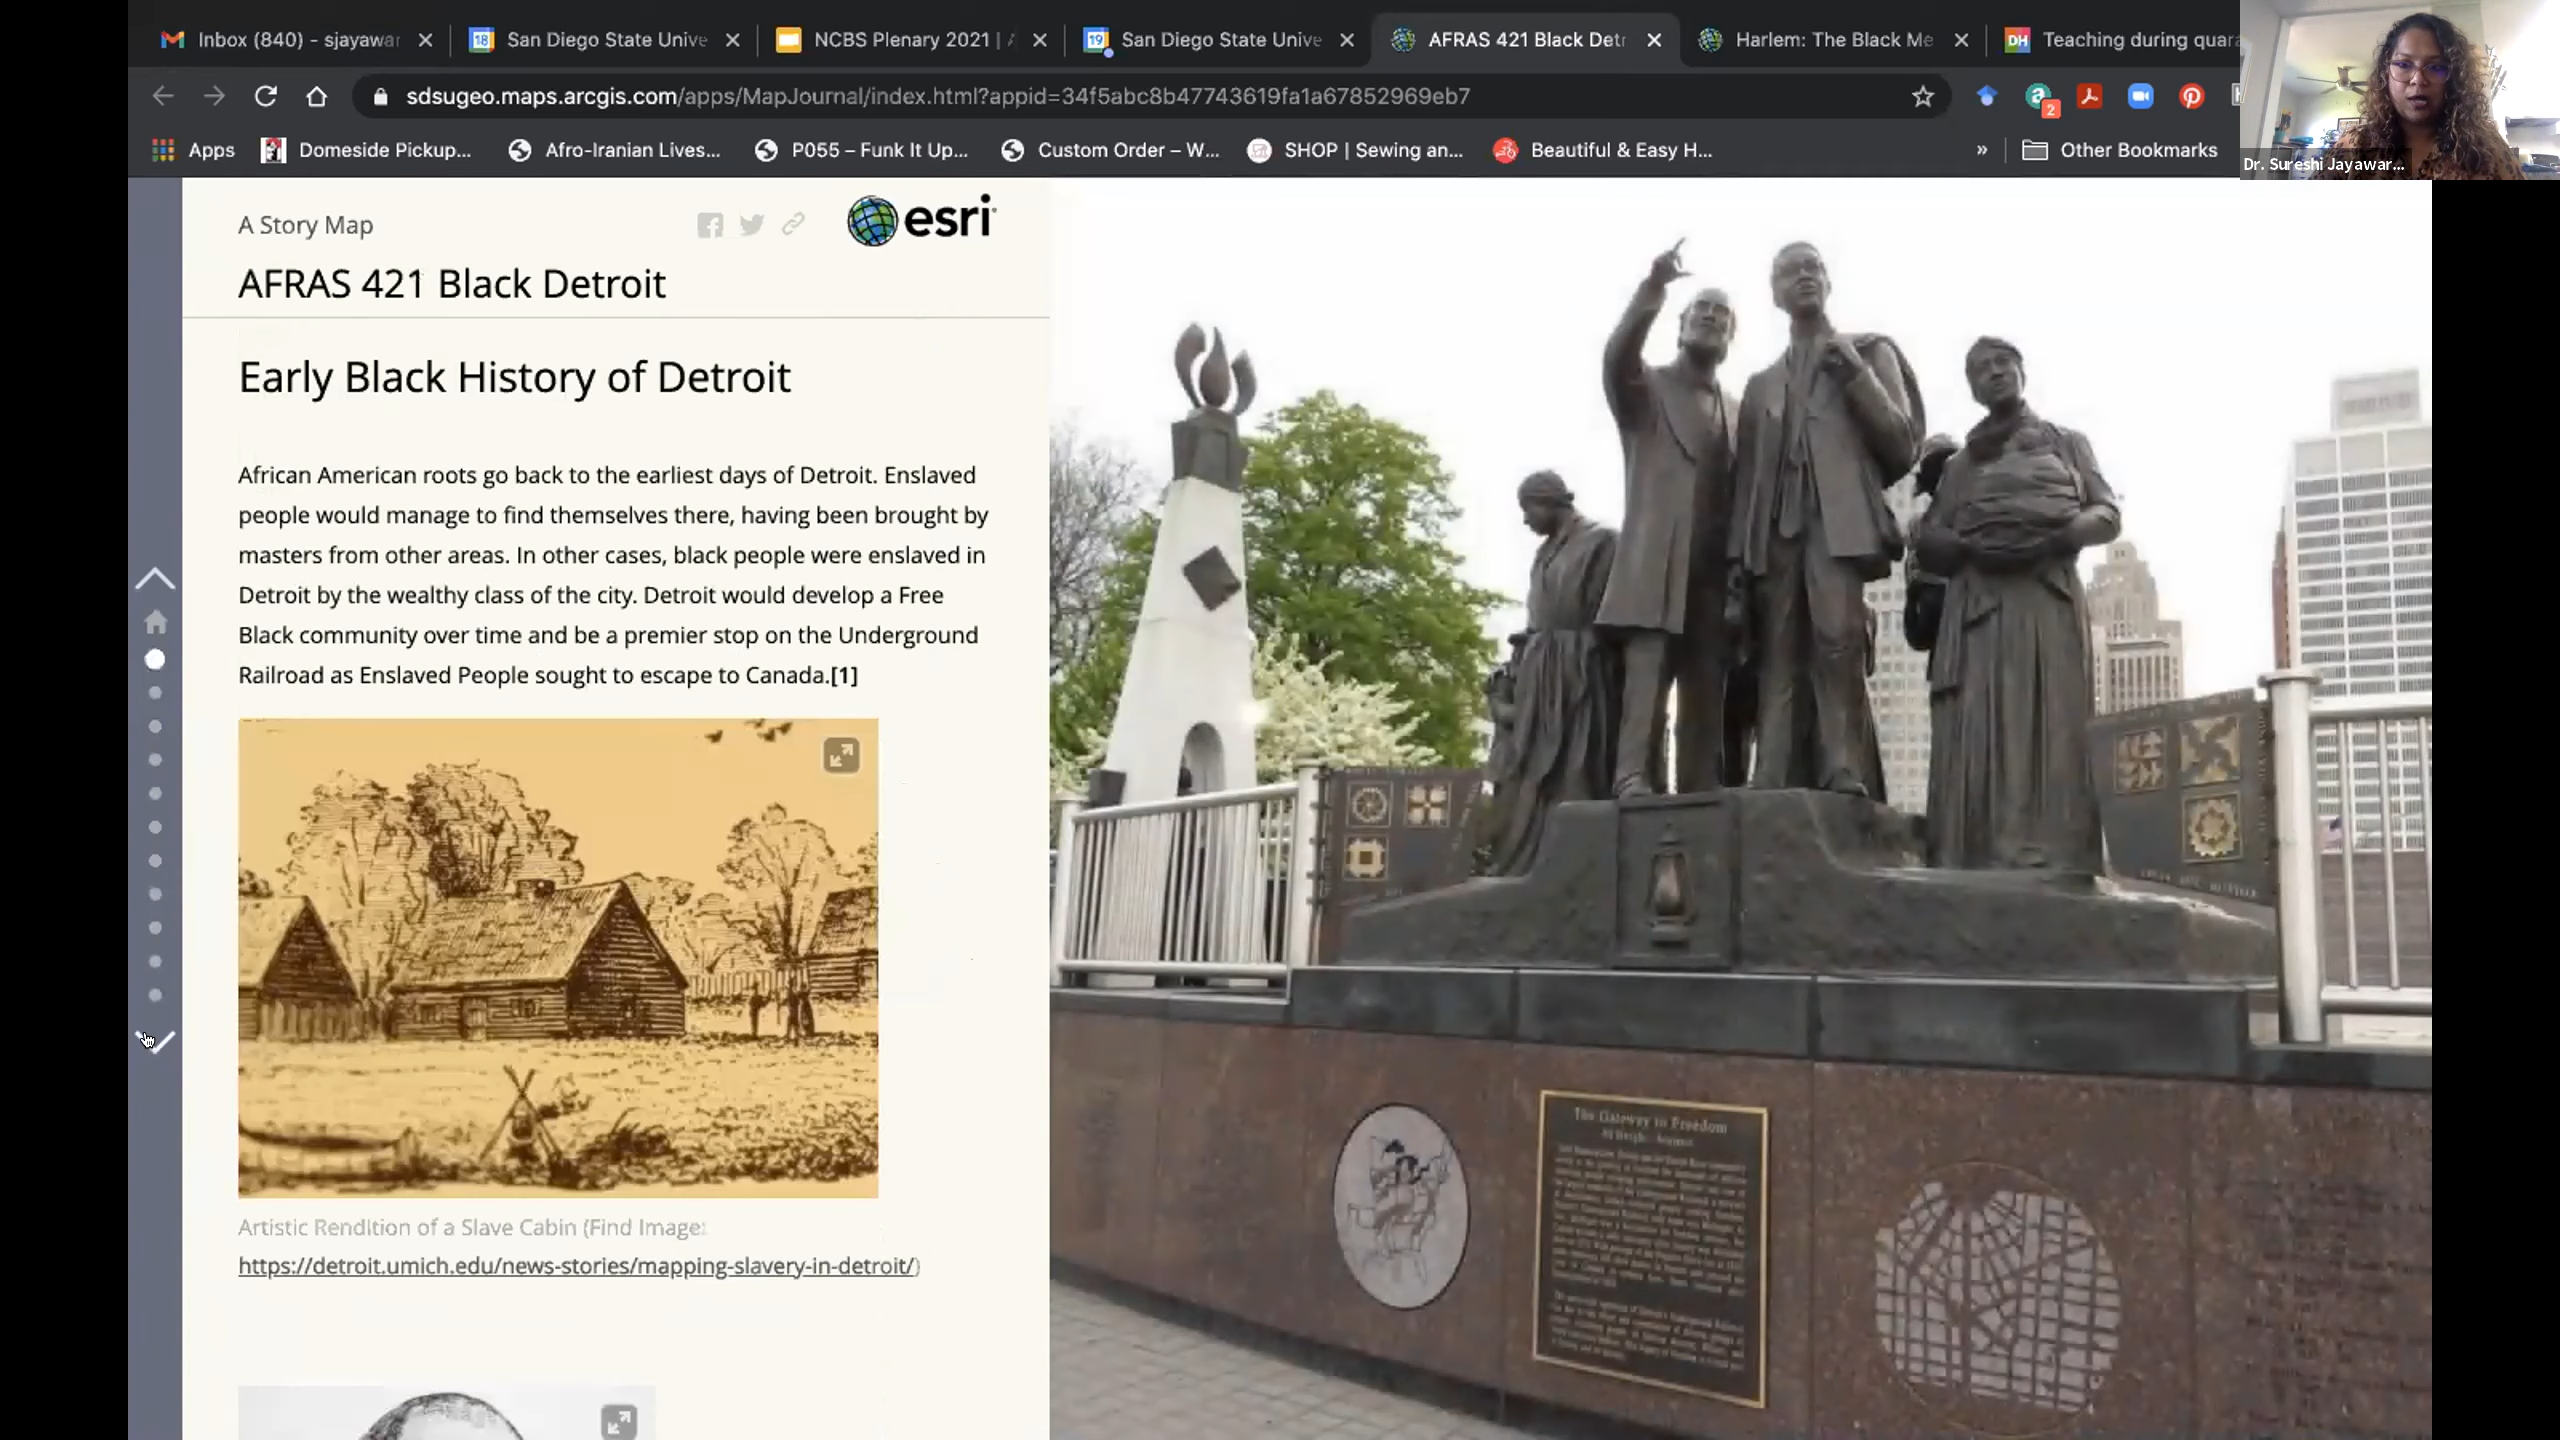 Inbox (840) - sjayawar
San Diego State Unive
NCBS Plenary 2021 |
San Diego State Unive
AFRAS 421 Black Detr
Harlem: The Black Me
DH Teaching during quara
18
19
sdsugeo.maps.arcgis.com/apps/MapJournal/index.html?appid=34f5abc8b47743619fa1a67852969eb7
2
Apps
Domeside Pickup...
Afro-Iranian Lives...
P055 – Funk It Up...
Custom Order – W...
SHOP | Sewing an...
Beautiful & Easy H...
»
Other Bookmarks
Dr. Sureshi Jayawar...
A Story Map
esri
AFRAS 421 Black Detroit
Early Black History of Detroit
African American roots go back to the earliest days of Detroit. Enslaved
people would manage to find themselves there, having been brought by
masters from other areas. In other cases, black people were enslaved in
Detroit by the wealthy class of the city. Detroit would develop a Free
Black community over time and be a premier stop on the Underground
Railroad as Enslaved People sought to escape to Canada.[1]
Artistic Rendition of a Slave Cabin (Find Image:
https://detroit.umich.edu/news-stories/mapping-slavery-in-detroit/)
The Gateway to Freedom